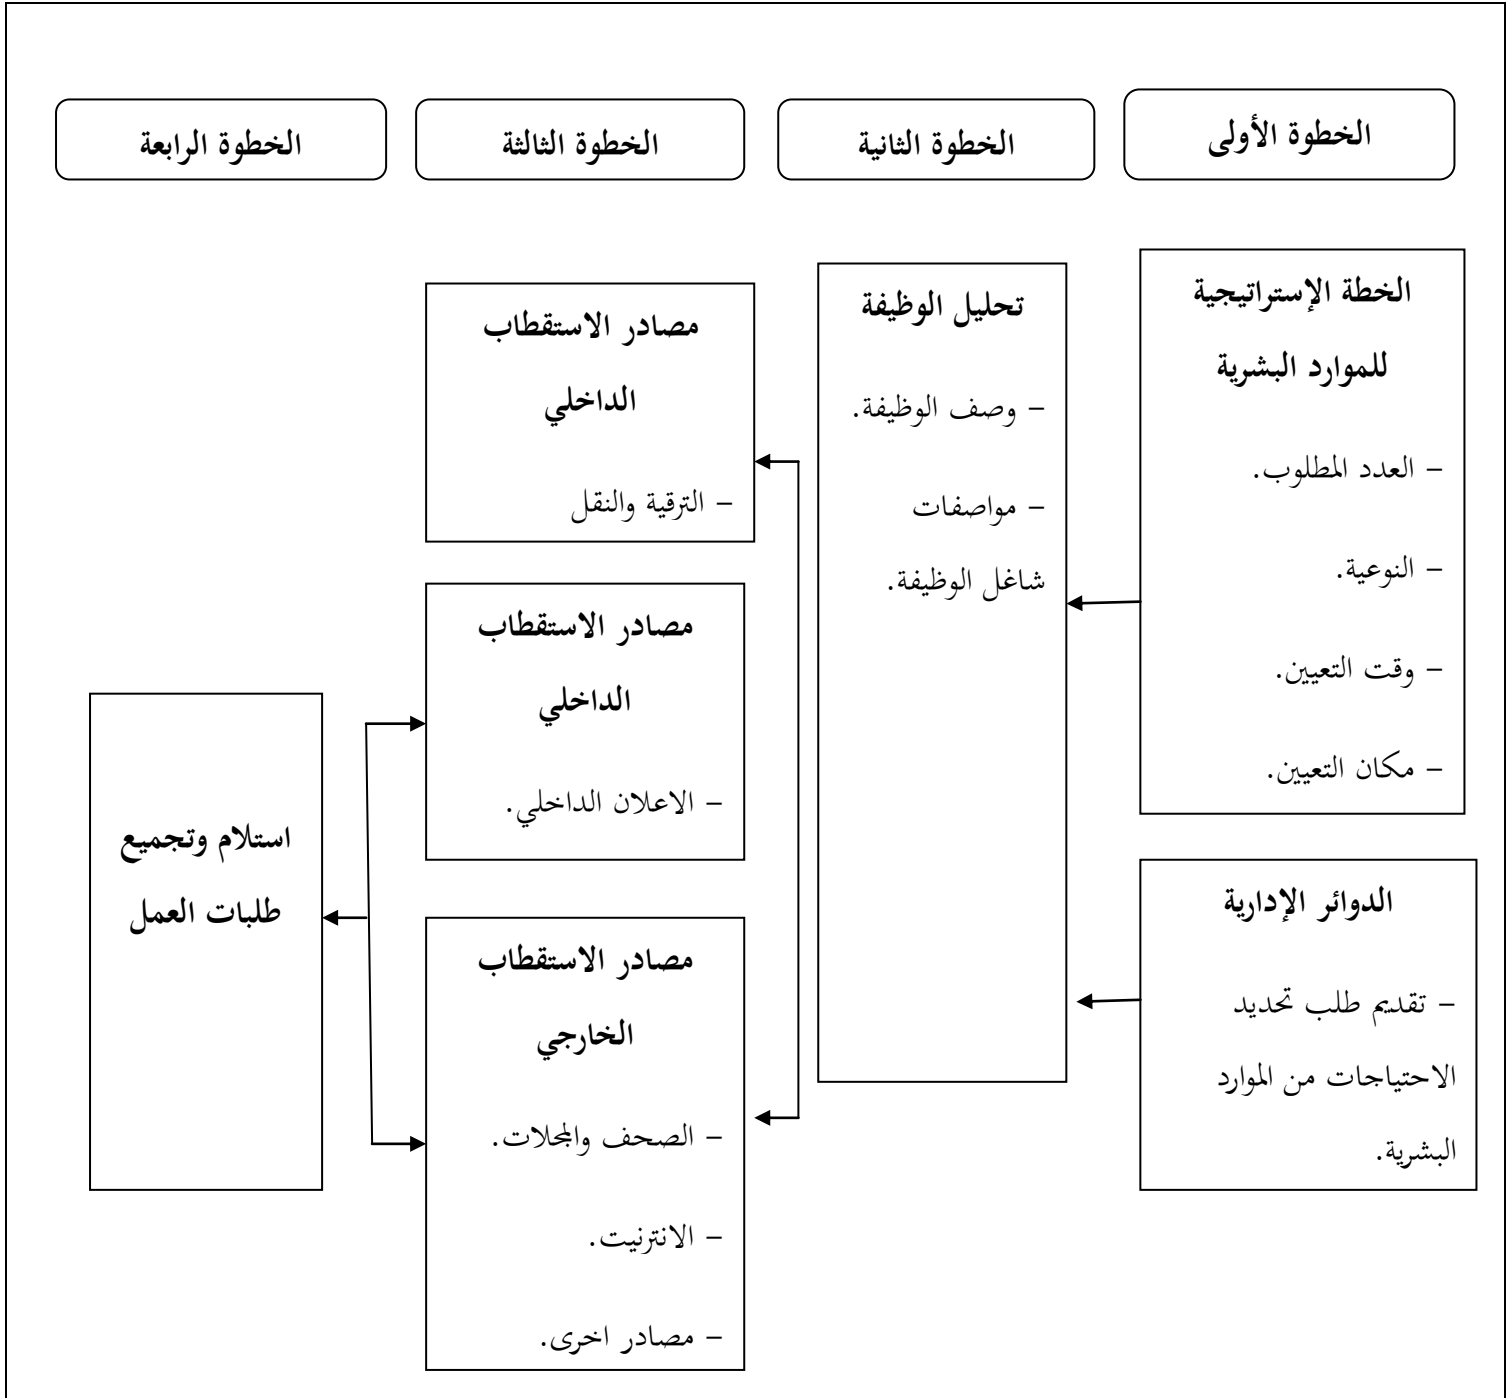 الخطوة الأولى
الخطوة الثانية
الخطوة الثالثة
الخطوة الرابعة
الخطة الإستراتيجية
للموارد البشرية
– العدد المطلوب.
– النوعية.
– وقت التعيين.
– مكان التعيين.
الدوائر الإدارية
– تقديم طلب تحديد
الاحتياجات من الموارد
البشرية.
تحليل الوظيفة
– وصف الوظيفة.
– مواصفات
شاغل الوظيفة.
مصادر الاستقطاب
الداخلي
– الترقية والنقل
مصادر الاستقطاب
الداخلي
– الاعلان الداخلي.
مصادر الاستقطاب
الخارجي
– الصحف والمجلات.
– الانترنيت.
– مصادر اخرى.
استلام وتجميع
طلبات العمل